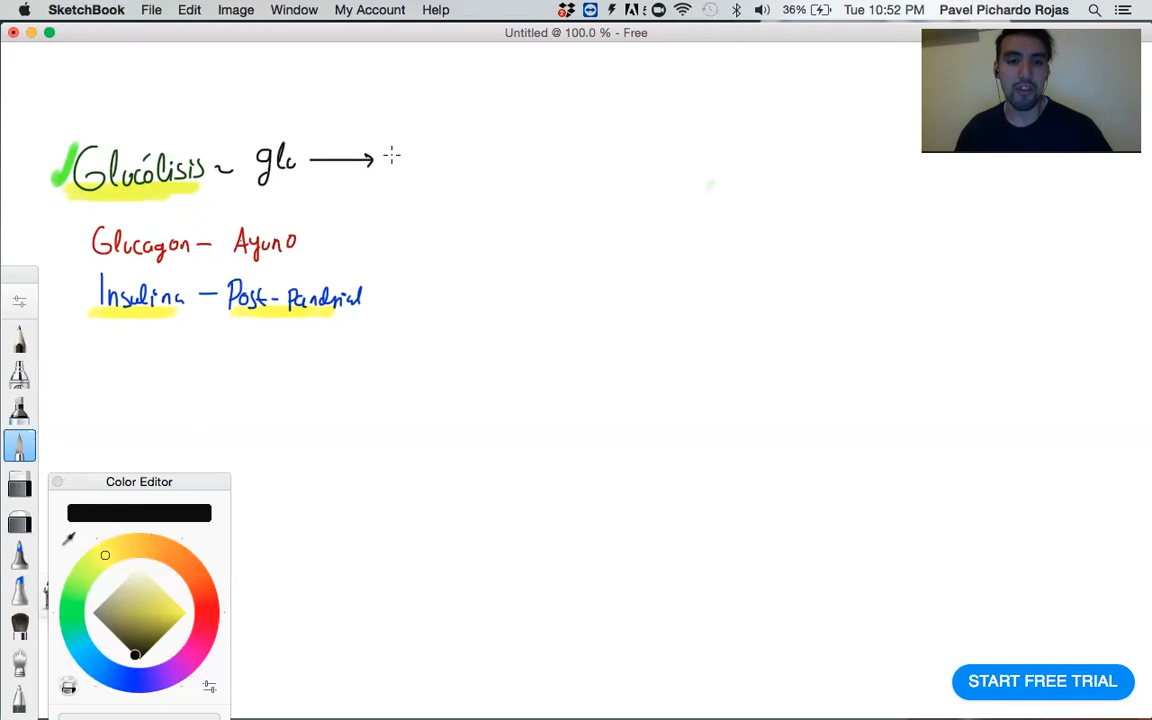 SketchBook File Edit Image Window My Account Help 36% Tue 10:52 PM Pavel Pichardo Rojas
Untitled @ 100.0 % - Free
Glucólisis ~ glc →
Glucagon - Ayuno
Insulina - Post-pandrial
Color Editor
START FREE TRIAL